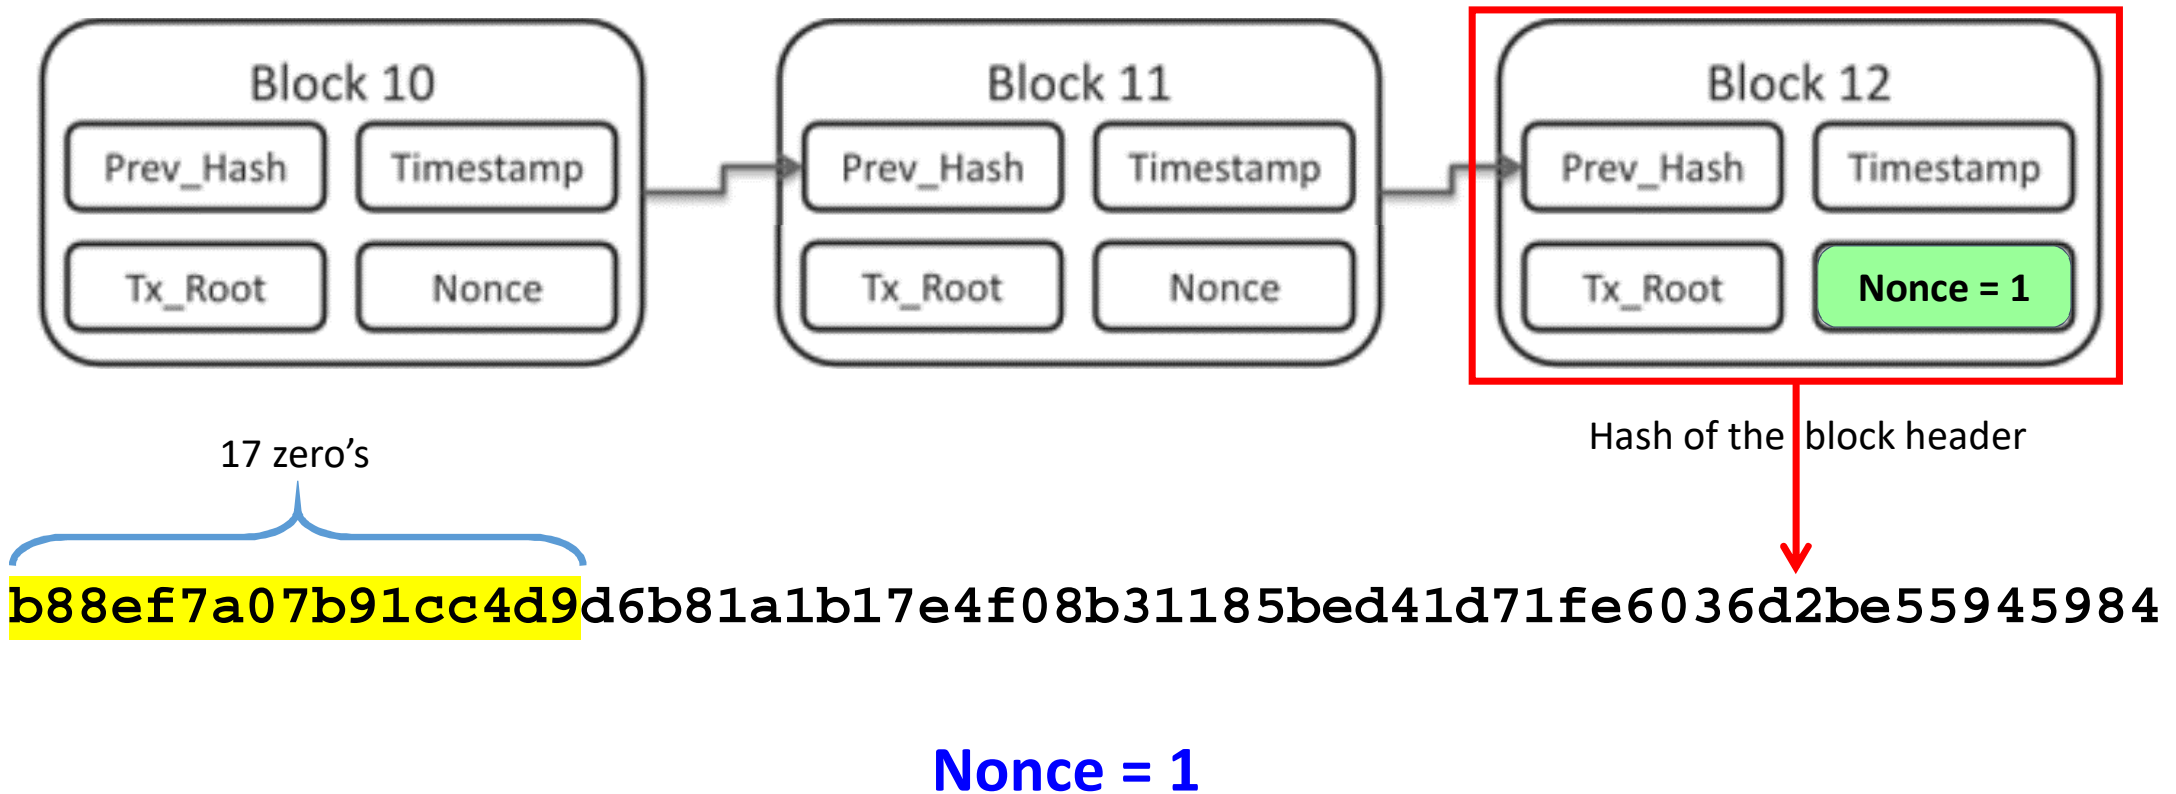 Block 10
Prev_Hash
Timestamp
Tx_Root
Nonce
Block 11
Prev_Hash
Timestamp
Tx_Root
Nonce
Block 12
Prev_Hash
Timestamp
Tx_Root
Nonce = 1
17 zero’s
Hash of the block header
b88ef7a07b91cc4d9d6b81a1b17e4f08b31185bed41d71fe6036d2be55945984
Nonce = 1